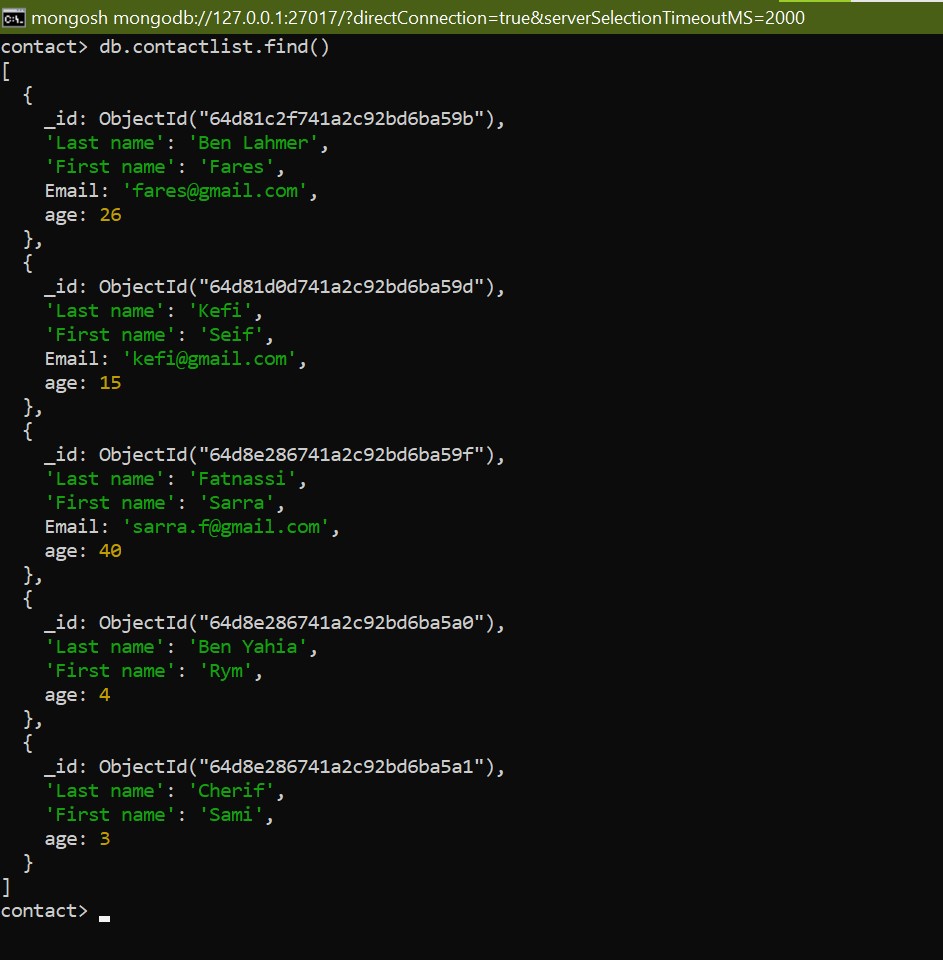 mongosh mongodb://127.0.0.1:27017/?directConnection=true&serverSelectionTimeoutMS=2000
contact> db.contactlist.find()
[
  {
    _id: ObjectId("64d81c2f741a2c92bd6ba59b"),
    'Last name': 'Ben Lahmer',
    'First name': 'Fares',
    Email: 'fares@gmail.com',
    age: 26
  },
  {
    _id: ObjectId("64d81d0d741a2c92bd6ba59d"),
    'Last name': 'Kefi',
    'First name': 'Seif',
    Email: 'kefi@gmail.com',
    age: 15
  },
  {
    _id: ObjectId("64d8e286741a2c92bd6ba59f"),
    'Last name': 'Fatnassi',
    'First name': 'Sarra',
    Email: 'sarra.f@gmail.com',
    age: 40
  },
  {
    _id: ObjectId("64d8e286741a2c92bd6ba5a0"),
    'Last name': 'Ben Yahia',
    'First name': 'Rym',
    age: 4
  },
  {
    _id: ObjectId("64d8e286741a2c92bd6ba5a1"),
    'Last name': 'Cherif',
    'First name': 'Sami',
    age: 3
  }
]
contact>